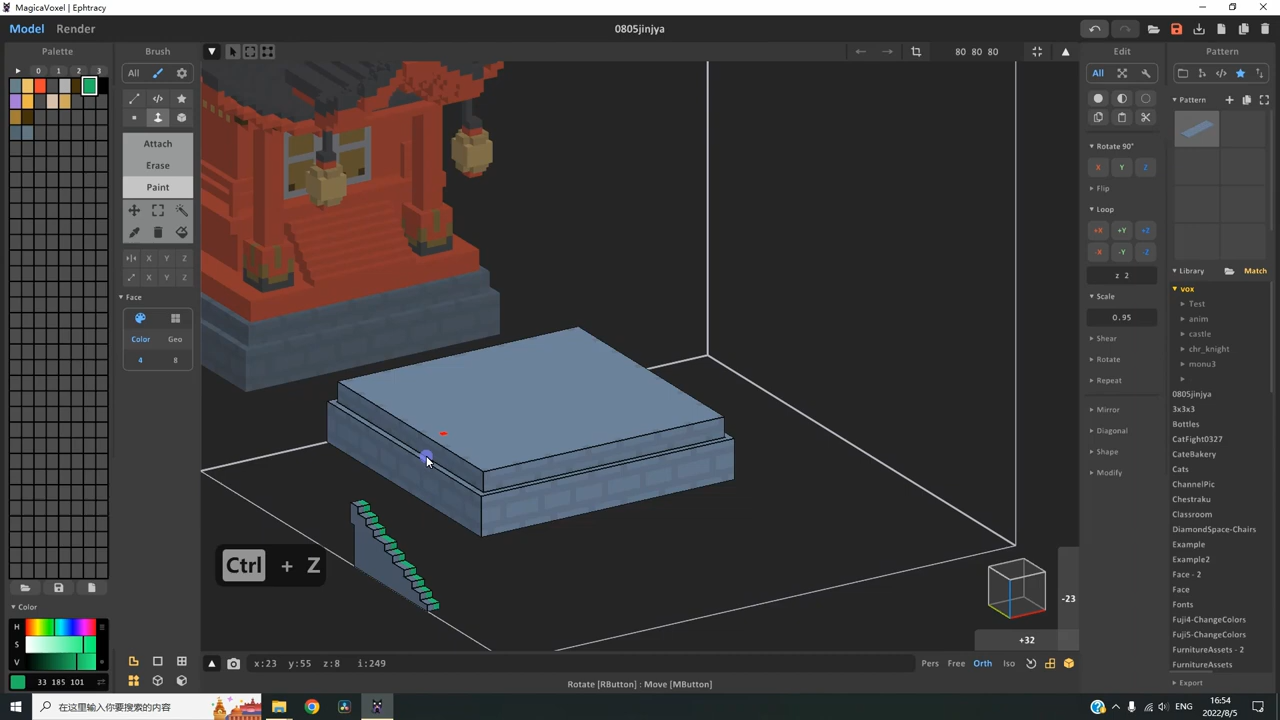 MagicaVoxel | Ephtracy
Model Render
0805jinjya
Palette
Brush
Edit
Pattern
0 1 2 3
All
80 80 80
All
Attach
Erase
Paint
X Y Z
X Y Z
Face
Color Geo
4 8
Pattern
Rotate 90°
X Y Z
Flip
Loop
+X +Y +Z
-X -Y -Z
z 2
Scale
0.95
Shear
Rotate
Repeat
Mirror
Diagonal
Shape
Modify
Library Match
vox
Test
anim
castle
chr_knight
monu3
0805jinjya
3x3x3
Bottles
CatFight0327
CateBakery
Cats
ChannelPic
Chestraku
Classroom
DiamondSpace-Chairs
Example
Example2
Face - 2
Face
Fonts
Fuji4-ChangeColors
Fuji5-ChangeColors
FurnitureAssets - 2
FurnitureAssets
Export
Ctrl + Z
-23
+32
Color
H
S
V
33 185 101
x:23 y:55 z:8 i:249
Pers Free Orth Iso
Rotate [RButton] : Move [MButton]
在这里输入你要搜索的内容
ENG
16:54
2022/8/5